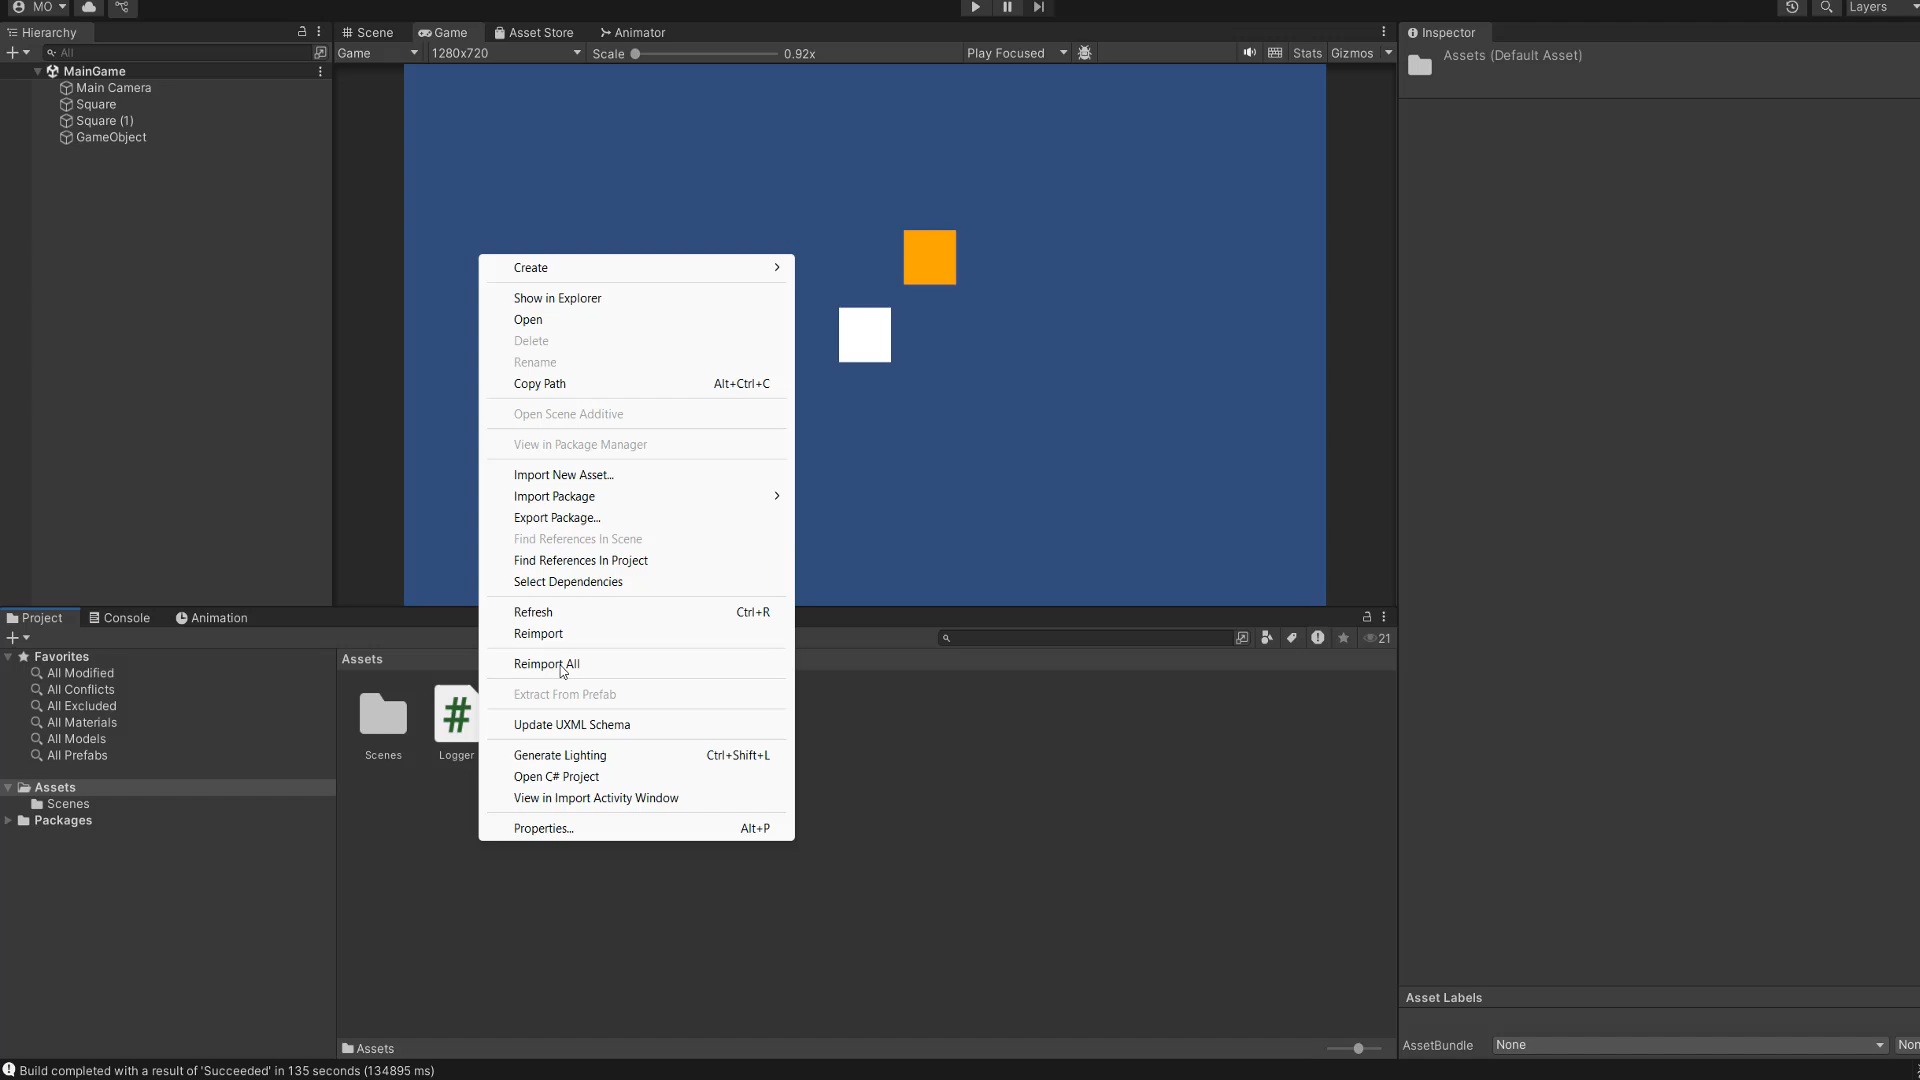 MO
Layers
Hierarchy
All
MainGame
Main Camera
Square
Square (1)
GameObject
Scene
Game
Asset Store
Animator
Game
1280x720
Scale
0.92x
Play Focused
Stats
Gizmos
Inspector
Assets (Default Asset)
Create
Show in Explorer
Open
Delete
Rename
Copy Path Alt+Ctrl+C
Open Scene Additive
View in Package Manager
Import New Asset...
Import Package
Export Package...
Find References In Scene
Find References In Project
Select Dependencies
Refresh Ctrl+R
Reimport
Reimport All
Extract From Prefab
Update UXML Schema
Generate Lighting Ctrl+Shift+L
Open C# Project
View in Import Activity Window
Properties... Alt+P
Project
Console
Animation
21
Favorites
All Modified
All Conflicts
All Excluded
All Materials
All Models
All Prefabs
Assets
Scenes
Packages
Assets
#
Scenes
Logger
Assets
Asset Labels
AssetBundle
None
Non
Build completed with a result of 'Succeeded' in 135 seconds (134895 ms)